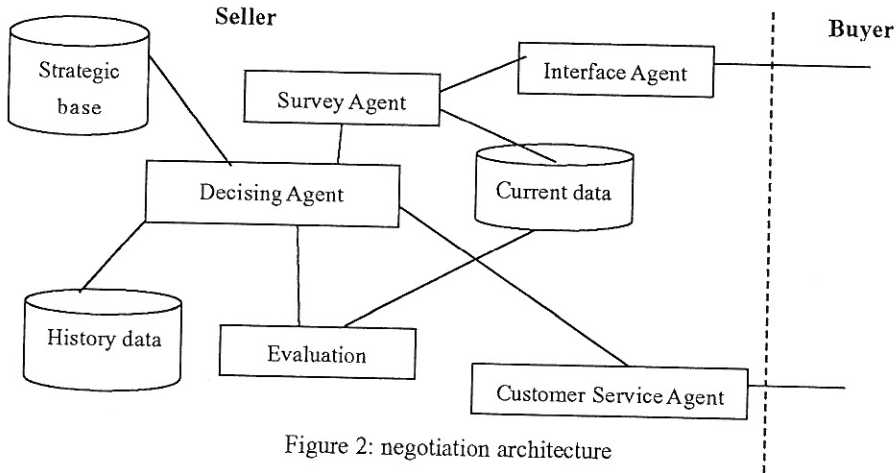 Seller
Buyer
Strategic
base
Survey Agent
Interface Agent
Decising Agent
Current data
History data
Evaluation
Customer Service Agent
Figure 2: negotiation architecture